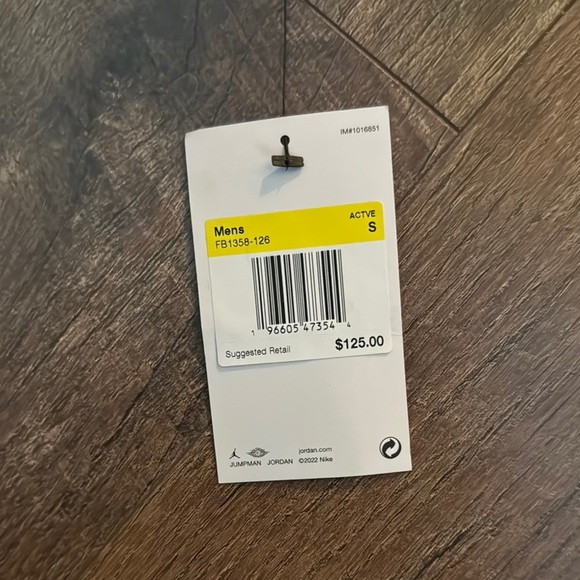 IM#1016851
Mens ACTVE
FB1358-126 S
1 96605 47354 4
Suggested Retail $125.00
jordan.com
JUMPMAN JORDAN ©2022 Nike